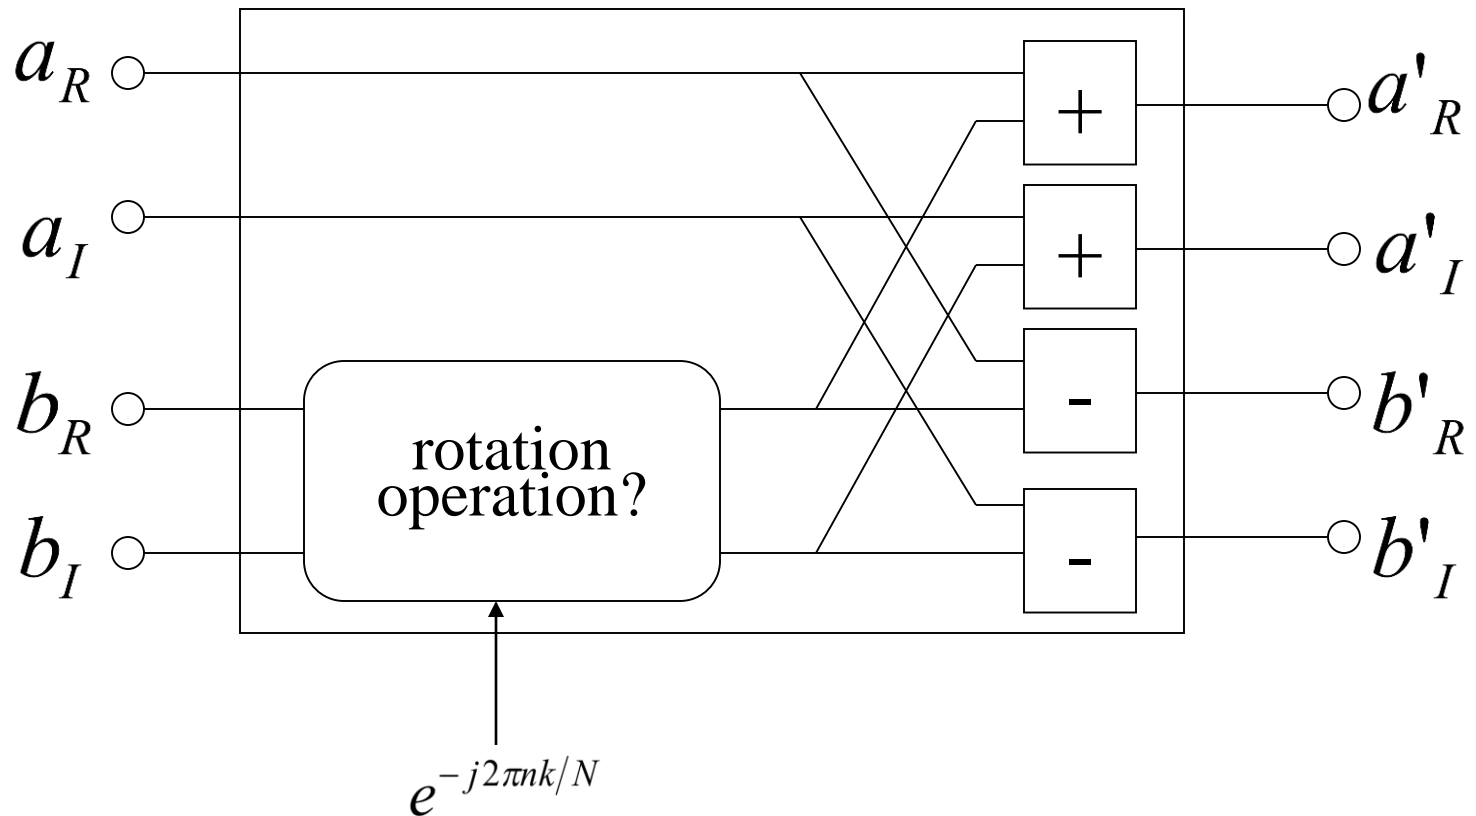 a_R
+
a'_R
a_I
+
a'_I
b_R
rotation
operation?
-
b'_R
b_I
-
b'_I
e^{-j2πnk/N}